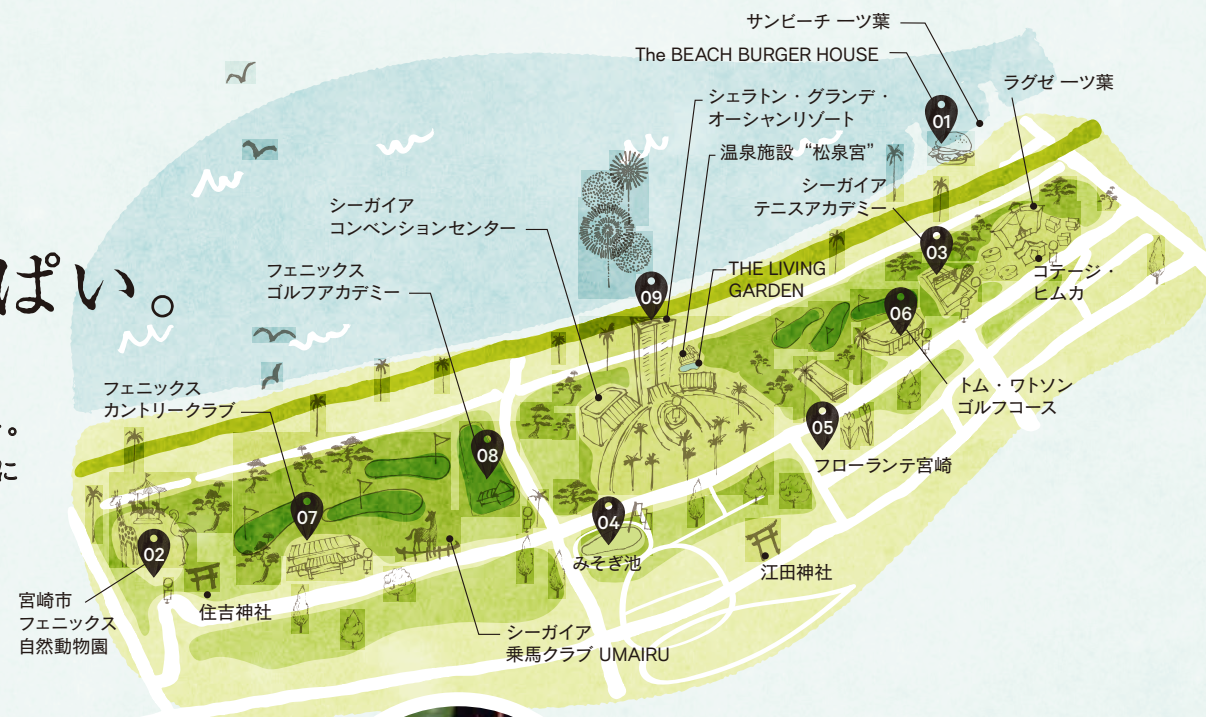 サンビーチ 一ツ葉
The BEACH BURGER HOUSE
ラグゼ 一ツ葉
シェラトン・グランデ・
オーシャンリゾート
01
温泉施設 “松泉宮”
シーガイア
テニスアカデミー
シーガイア
コンベンションセンター
03
THE LIVING
GARDEN
コテージ・
ヒムカ
フェニックス
ゴルフアカデミー
ぱい。
09
06
フェニックス
カントリークラブ
トム・ワトソン
ゴルフコース
。
05
に
08
フローランテ宮崎
07
04
02
みそぎ池
江田神社
宮崎市
フェニックス
自然動物園
住吉神社
シーガイア
乗馬クラブ UMAIRU